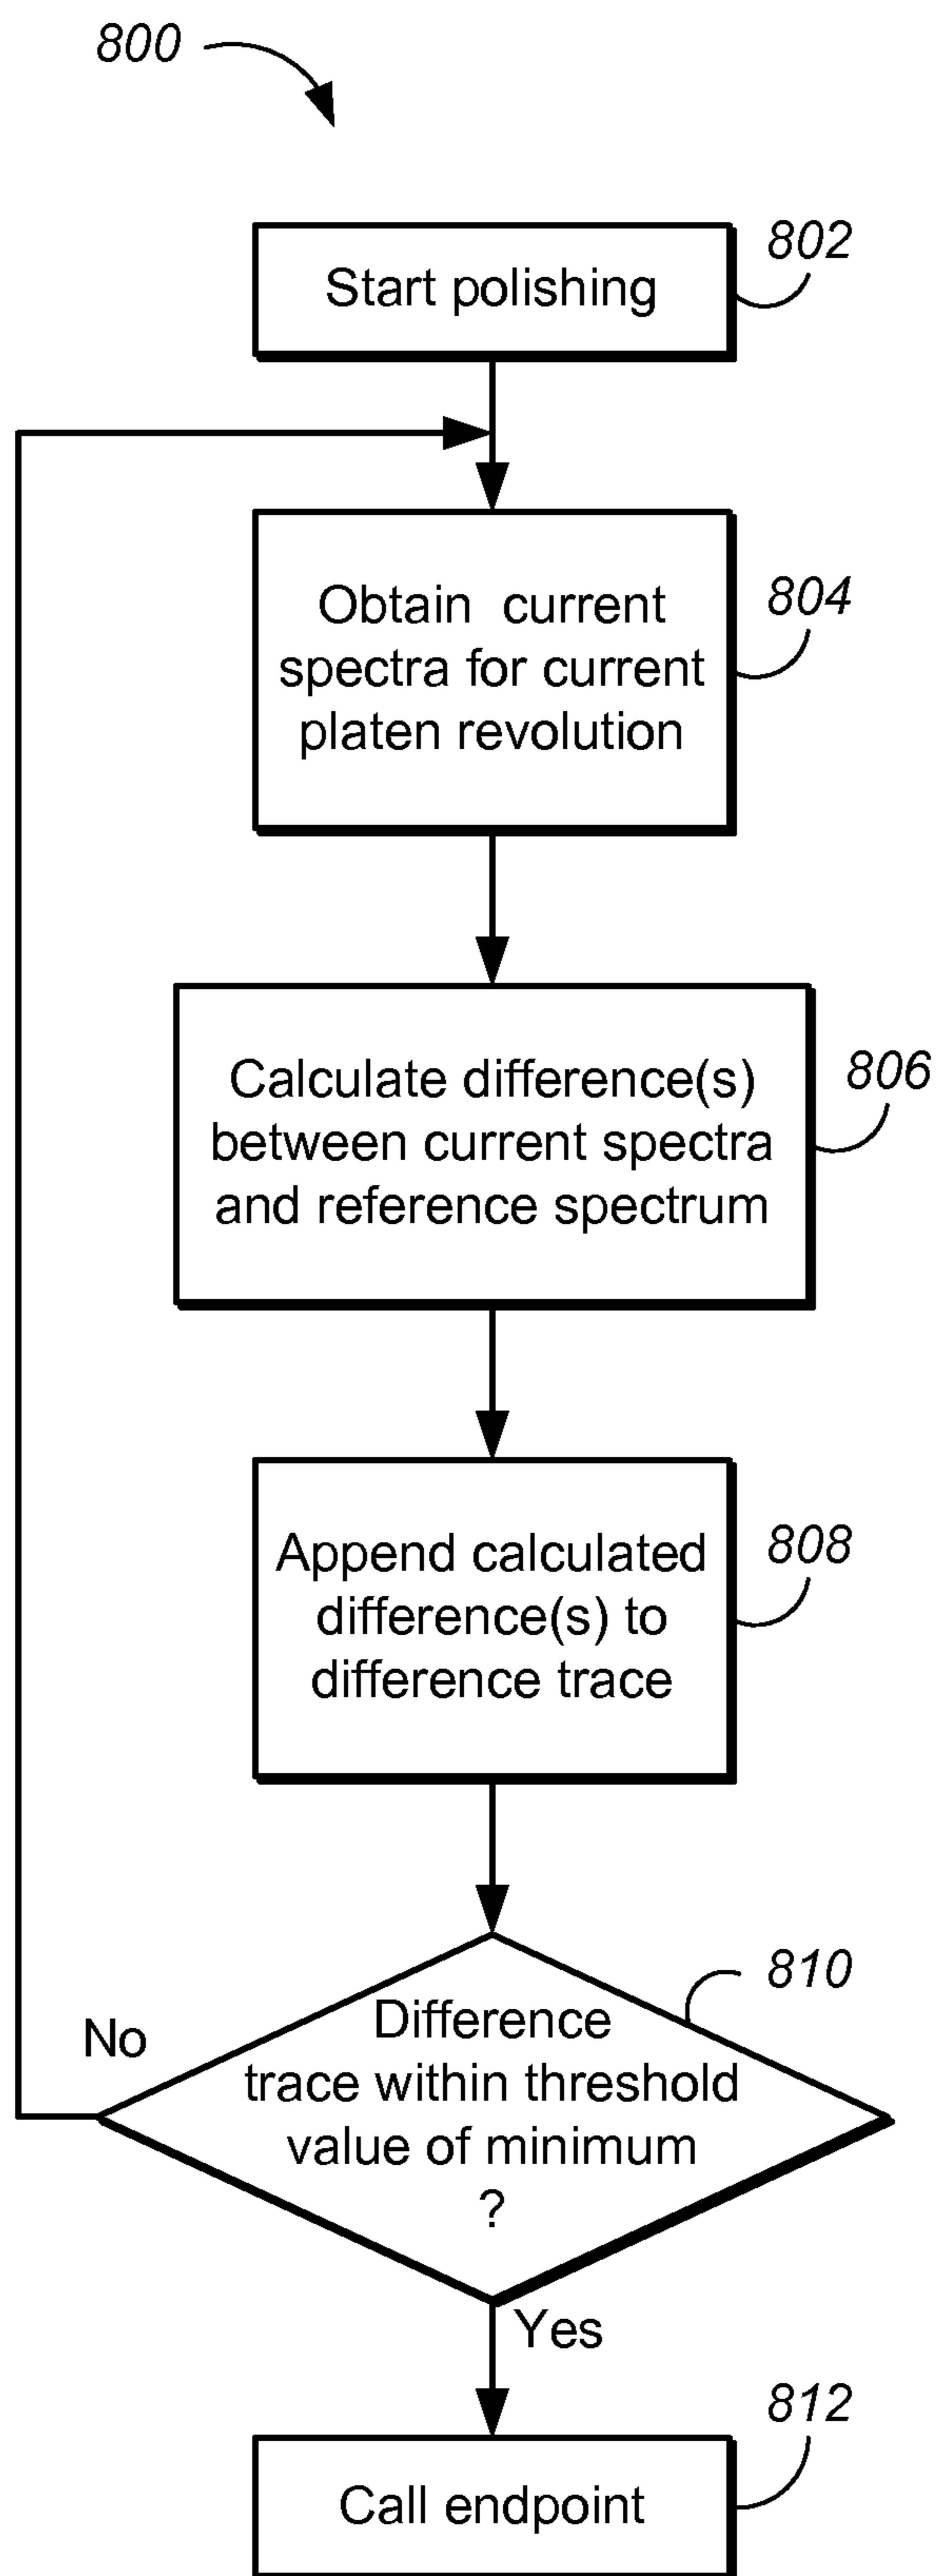 800
802
Start polishing
804
Obtain current
spectra for current
platen revolution
806
Calculate difference(s)
between current spectra
and reference spectrum
808
Append calculated
difference(s) to
difference trace
810
No
Difference
trace within threshold
value of minimum
?
Yes
812
Call endpoint